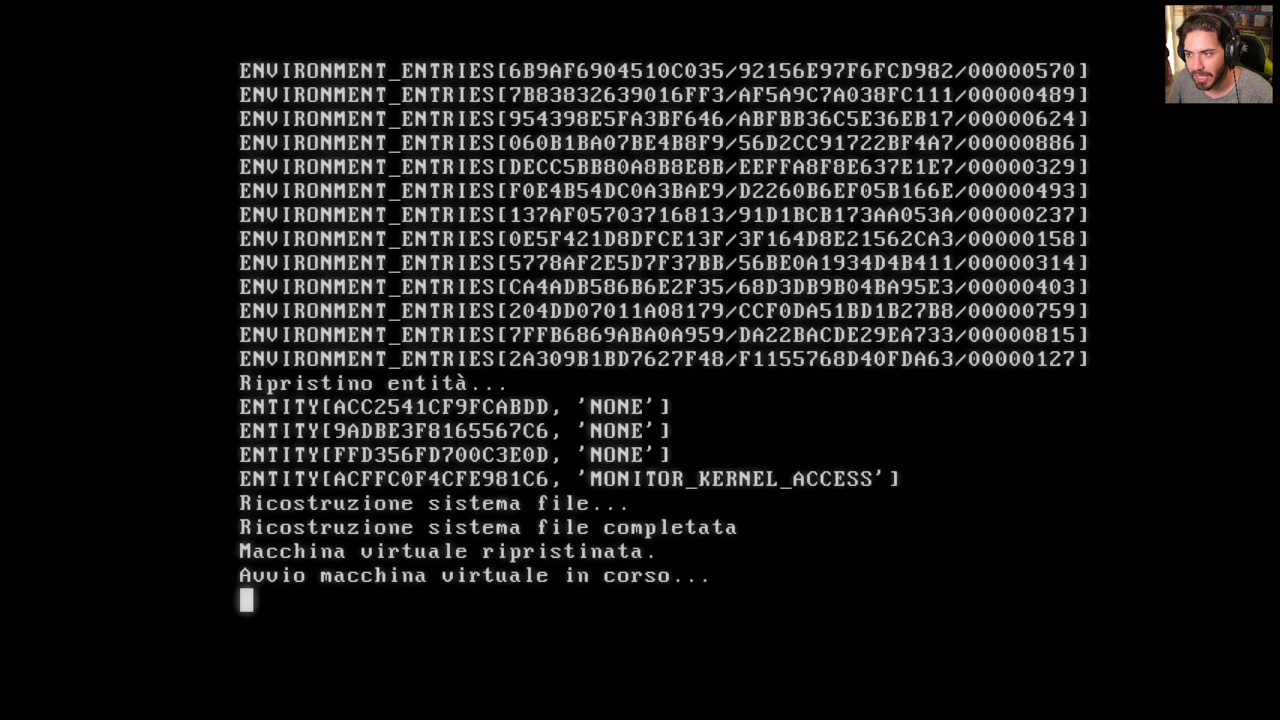 ENVIRONMENT_ENTRIES[6B9AF6904510C035/92156E97F6FCD982/00000570]
ENVIRONMENT_ENTRIES[7B83832639016FF3/AF5A9C7A038FC111/00000489]
ENVIRONMENT_ENTRIES[954398E5FA3BF646/ABFBB36C5E36EB17/00000624]
ENVIRONMENT_ENTRIES[060B1BA07BE4B8F9/56D2CC91722BF4A7/00000886]
ENVIRONMENT_ENTRIES[DECC5BB80A8B8E8B/EEFFA8F8E637E1E7/00000329]
ENVIRONMENT_ENTRIES[F0E4B54DC0A3BAE9/D2260B6EF05B166E/00000493]
ENVIRONMENT_ENTRIES[137AF05703716813/91D1BCB173AA053A/00000237]
ENVIRONMENT_ENTRIES[0E5F421D8DFCE13F/3F164D8E21562CA3/00000158]
ENVIRONMENT_ENTRIES[5778AF2E5D7F37BB/56BE0A1934D4B411/00000314]
ENVIRONMENT_ENTRIES[CA4ADB586B6E2F35/68D3DB9B04BA95E3/00000403]
ENVIRONMENT_ENTRIES[204DD07011A08179/CCF0DA51BD1B27B8/00000759]
ENVIRONMENT_ENTRIES[7FFB6869ABA0A959/DA22BACDE29EA733/00000815]
ENVIRONMENT_ENTRIES[2A309B1BD7627F48/F1155768D40FDA63/00000127]
Ripristino entità...
ENTITY[ACC2541CF9FCABDD, 'NONE']
ENTITY[9ADBE3F8165567C6, 'NONE']
ENTITY[FFD356FD700C3E0D, 'NONE']
ENTITY[ACFFC0F4CFE981C6, 'MONITOR_KERNEL_ACCESS']
Ricostruzione sistema file...
Ricostruzione sistema file completata
Macchina virtuale ripristinata.
Avvio macchina virtuale in corso...